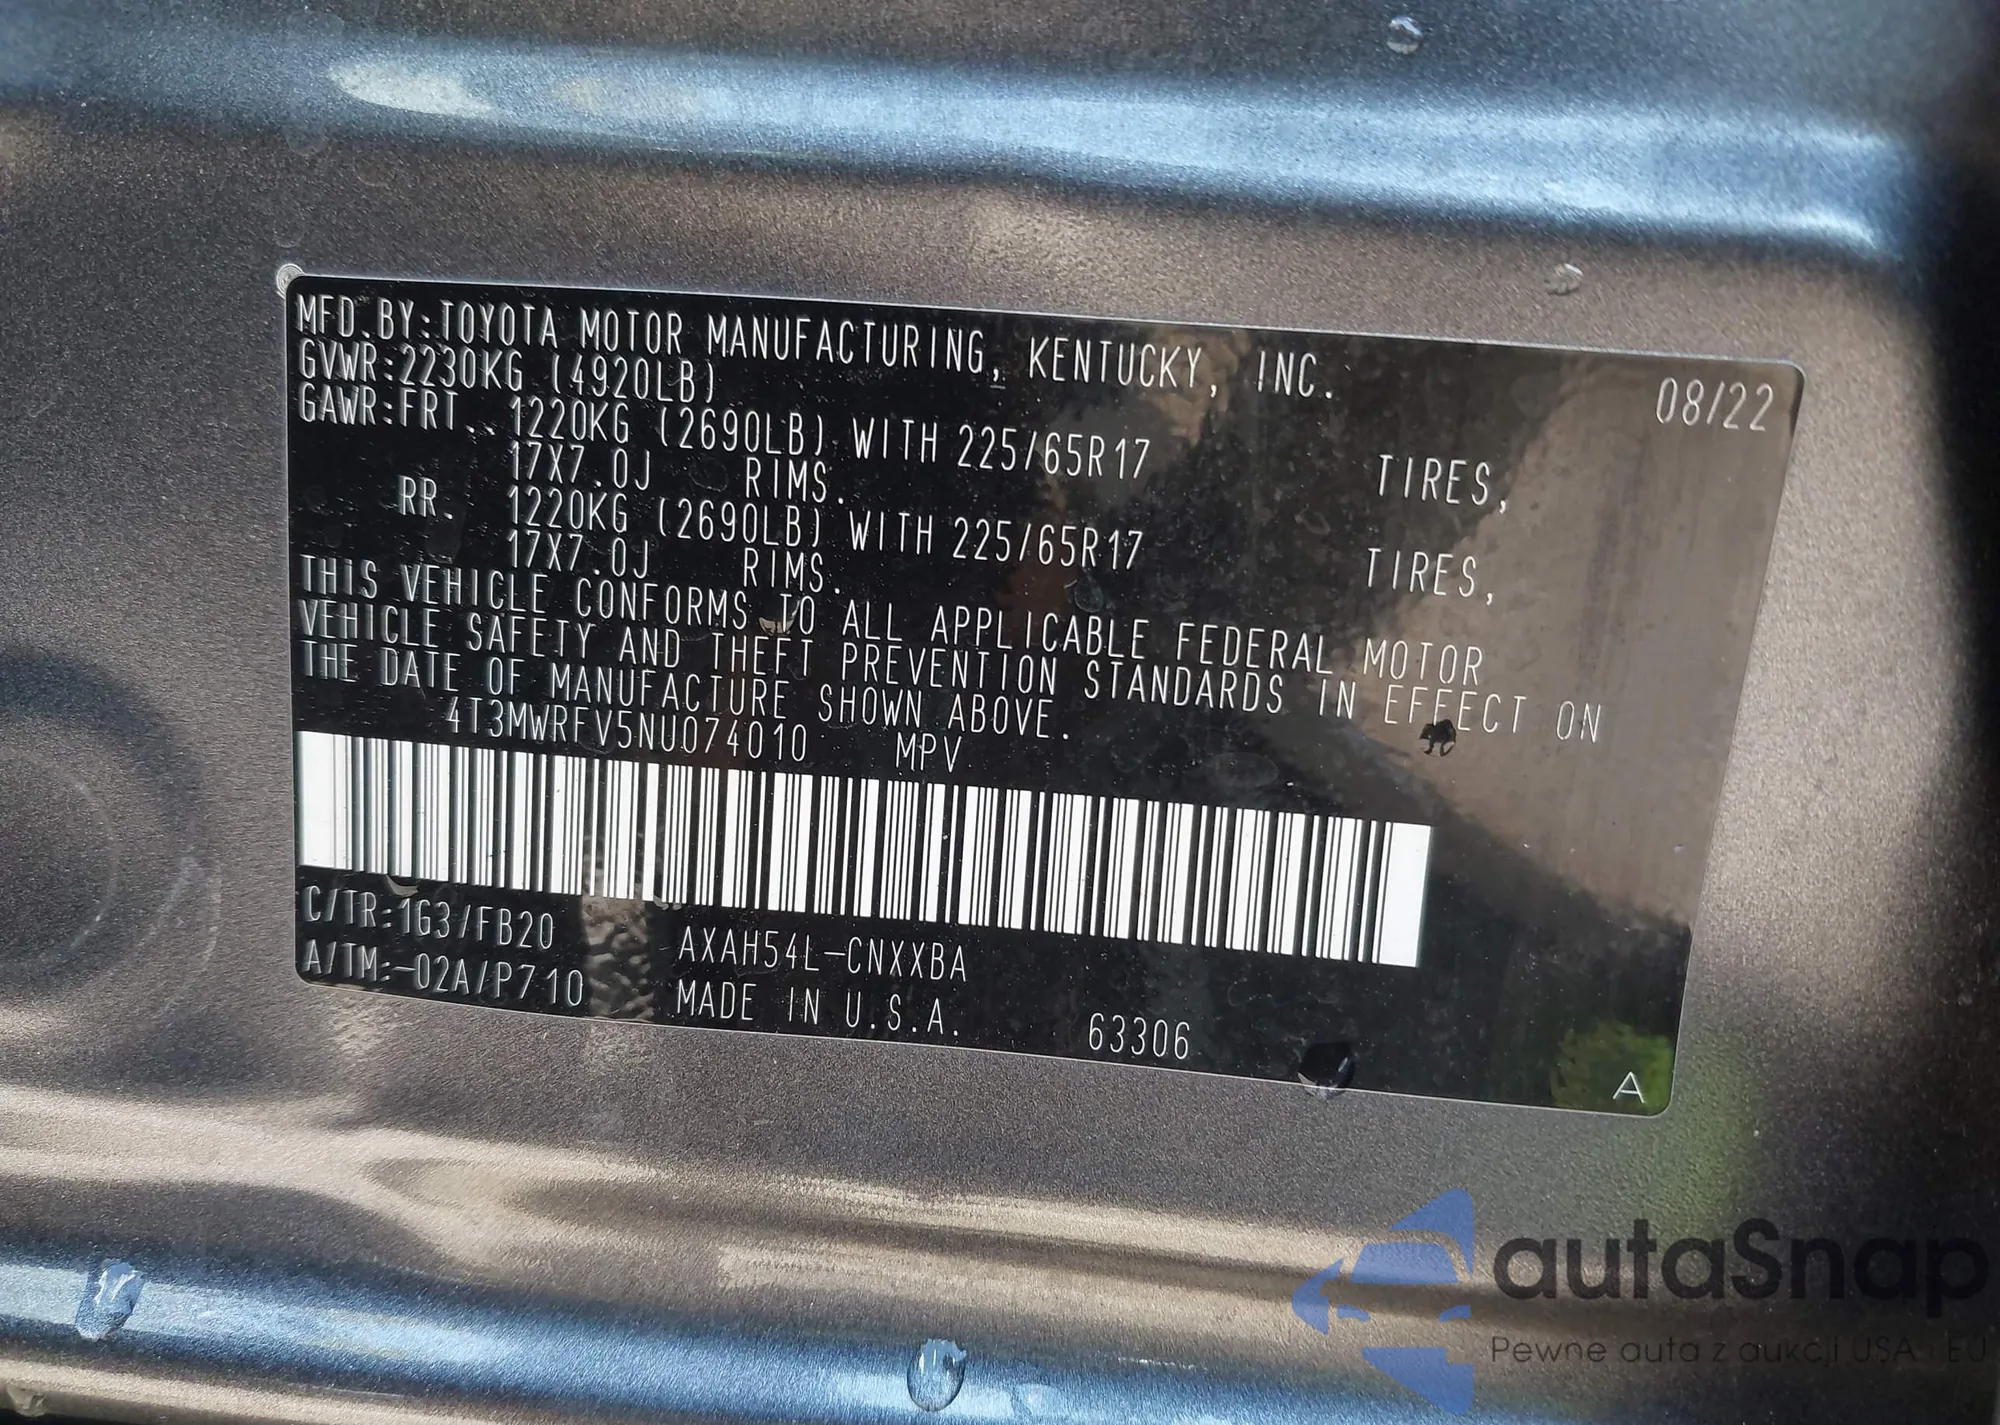 MFD.BY:TOYOTA MOTOR MANUFACTURING, KENTUCKY, INC.
GVWR:2230KG (4920LB) 08/22
GAWR:FRT. 1220KG (2690LB) WITH 225/65R17 TIRES,
17X7.0J RIMS.
RR. 1220KG (2690LB) WITH 225/65R17 TIRES,
17X7.0J RIMS.
THIS VEHICLE CONFORMS TO ALL APPLICABLE FEDERAL MOTOR
VEHICLE SAFETY AND THEFT PREVENTION STANDARDS IN EFFECT ON
THE DATE OF MANUFACTURE SHOWN ABOVE.
4T3MWRFV5NU074010 MPV
C/TR:1G3/FB20 AXAH54L-CNXXBA
A/TM:-02A/P710 MADE IN U.S.A. 63306
A
autaSnap
Pewne auta z aukcji USA i EU